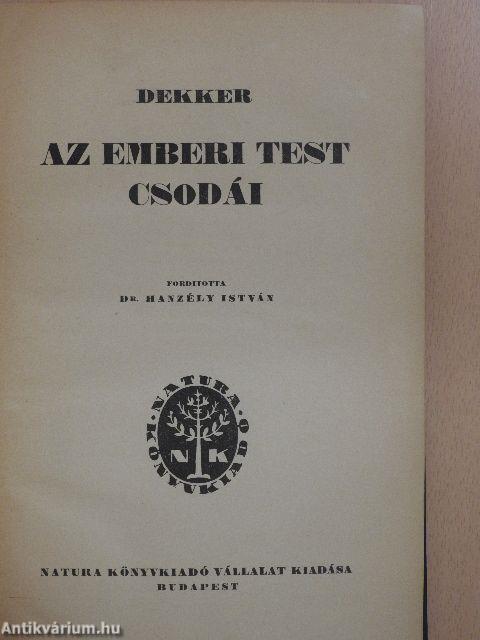 DEKKER
AZ EMBERI TEST
CSODÁI
FORDITOTTA
DR. HANZÉLY ISTVÁN
NATURA
KÖNYVKIADÓ
N K
NATURA KÖNYVKIADÓ VÁLLALAT KIADÁSA
BUDAPEST
Antikvárium.hu